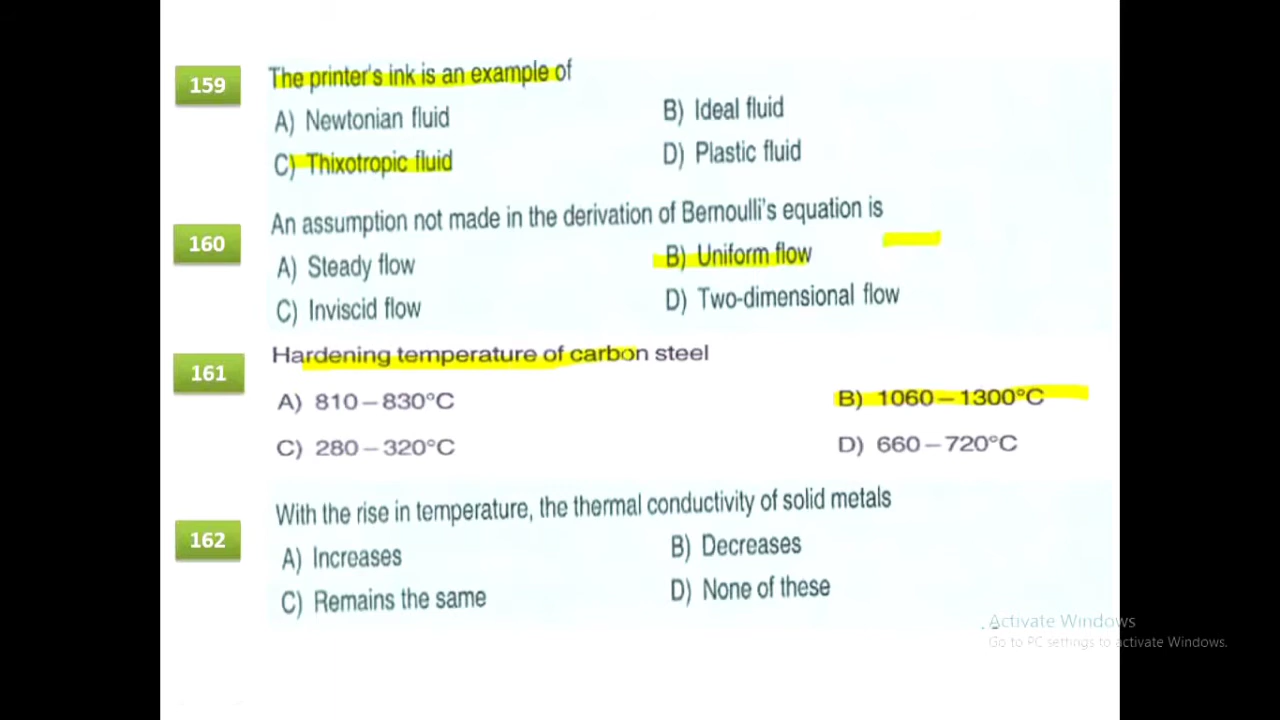 159
The printer's ink is an example of
A) Newtonian fluid B) Ideal fluid
C) Thixotropic fluid D) Plastic fluid
160
An assumption not made in the derivation of Bernoulli's equation is
A) Steady flow B) Uniform flow
C) Inviscid flow D) Two-dimensional flow
161
Hardening temperature of carbon steel
A) 810–830°C B) 1060–1300°C
C) 280–320°C D) 660–720°C
162
With the rise in temperature, the thermal conductivity of solid metals
A) Increases B) Decreases
C) Remains the same D) None of these
Activate Windows
Go to PC settings to activate Windows.